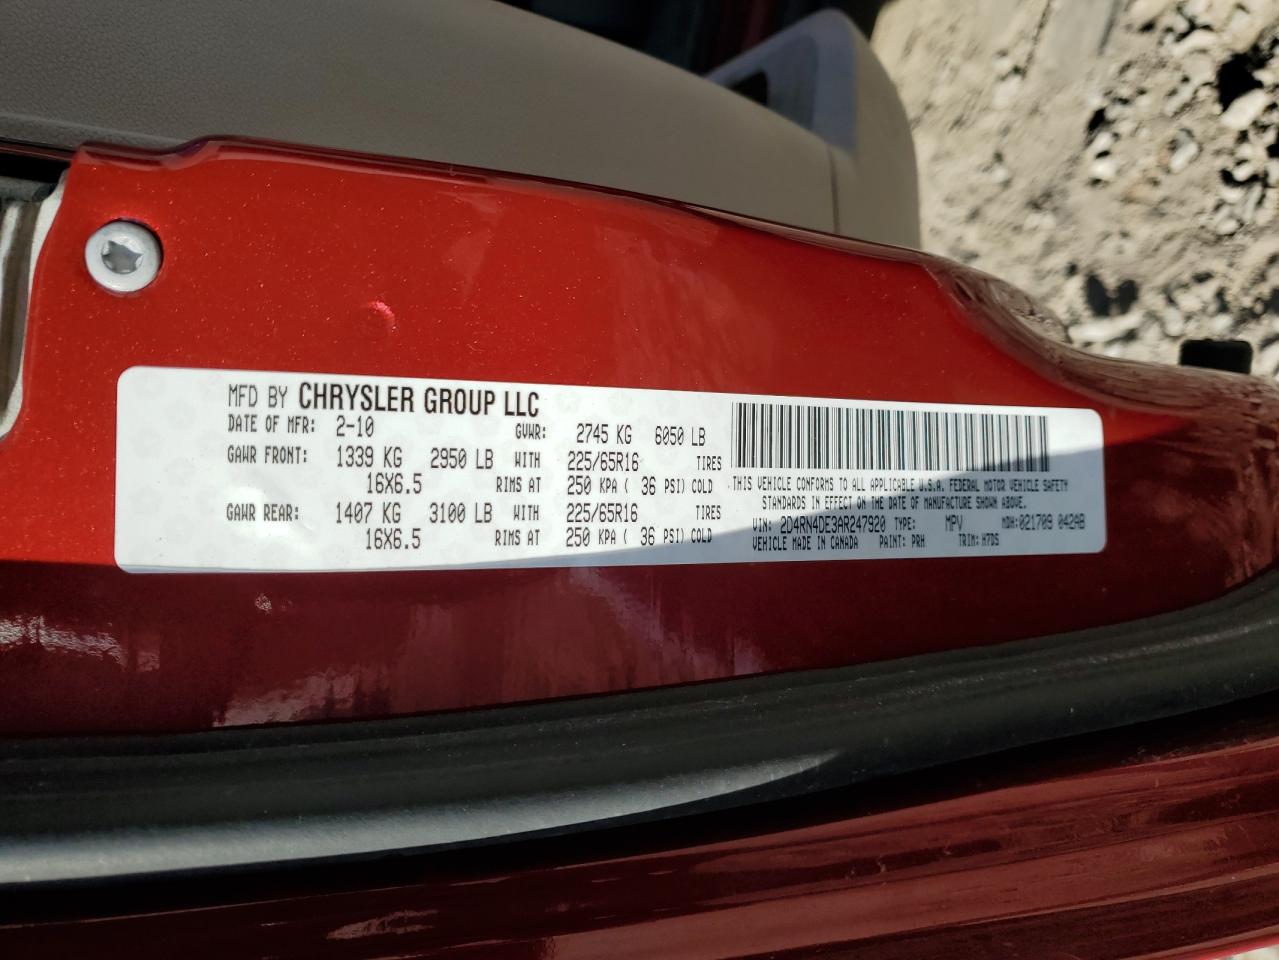 MFD BY CHRYSLER GROUP LLC
DATE OF MFR: 2-10 GVWR: 2745 KG 6050 LB
GAWR FRONT: 1339 KG 2950 LB WITH 225/65R16 TIRES
16X6.5 RIMS AT 250 KPA ( 36 PSI) COLD
GAWR REAR: 1407 KG 3100 LB WITH 225/65R16 TIRES
16X6.5 RIMS AT 250 KPA ( 36 PSI) COLD
THIS VEHICLE CONFORMS TO ALL APPLICABLE U.S.A. FEDERAL MOTOR VEHICLE SAFETY
STANDARDS IN EFFECT ON THE DATE OF MANUFACTURE SHOWN ABOVE.
VIN: 2D4RN4DE3AR247920 TYPE: MPV MDH: 021709 042AB
VEHICLE MADE IN CANADA PAINT: PRH TRIM: H7DS